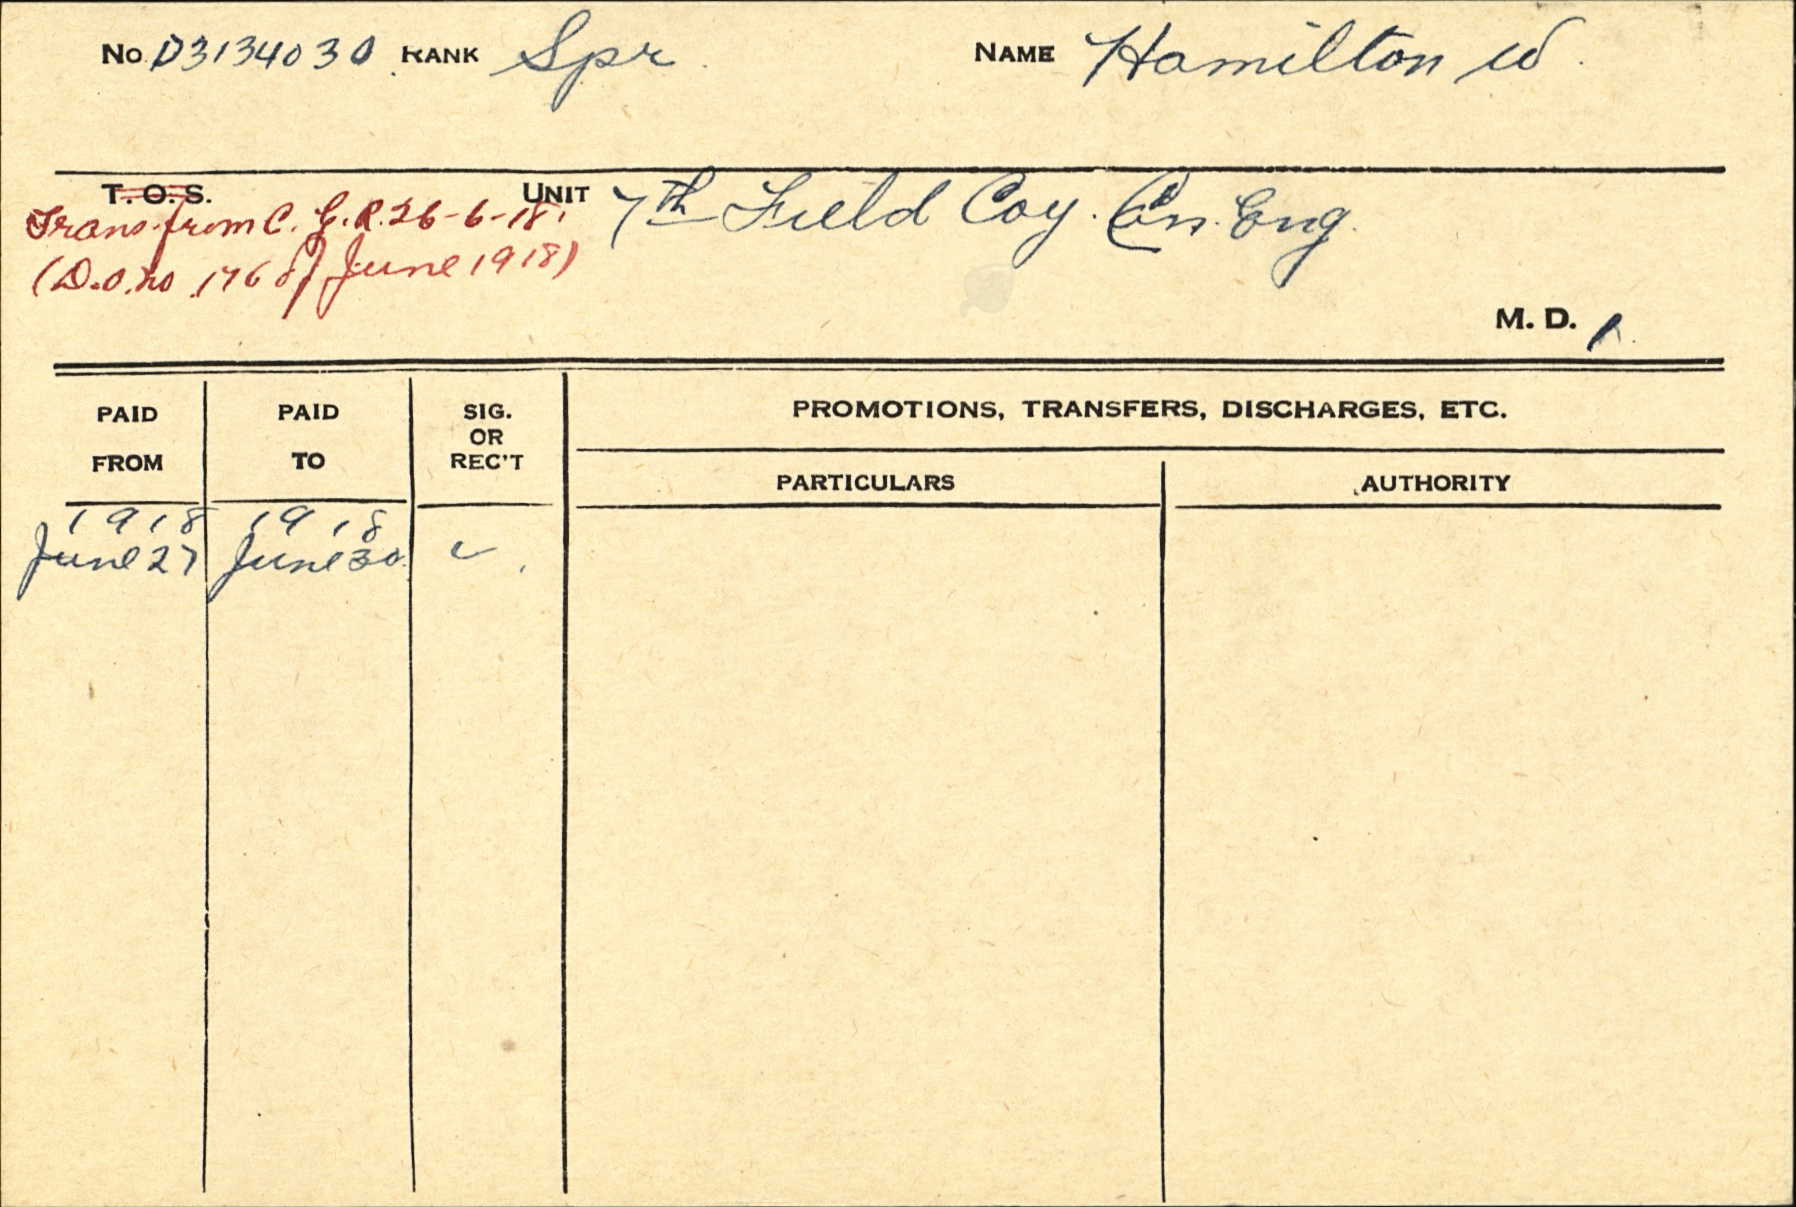 No. D3134030 RANK Spr. NAME Hamilton W.
T.O.S. UNIT 7th Field Coy. Cn. Eng.
Trans. from C.G.R. 26-6-18.
(D.O. no 176 of June 1918)
M. D. 1.
PAID FROM PAID TO SIG. OR REC'T PROMOTIONS, TRANSFERS, DISCHARGES, ETC.
PARTICULARS AUTHORITY
1918 1918
June 27 June 30